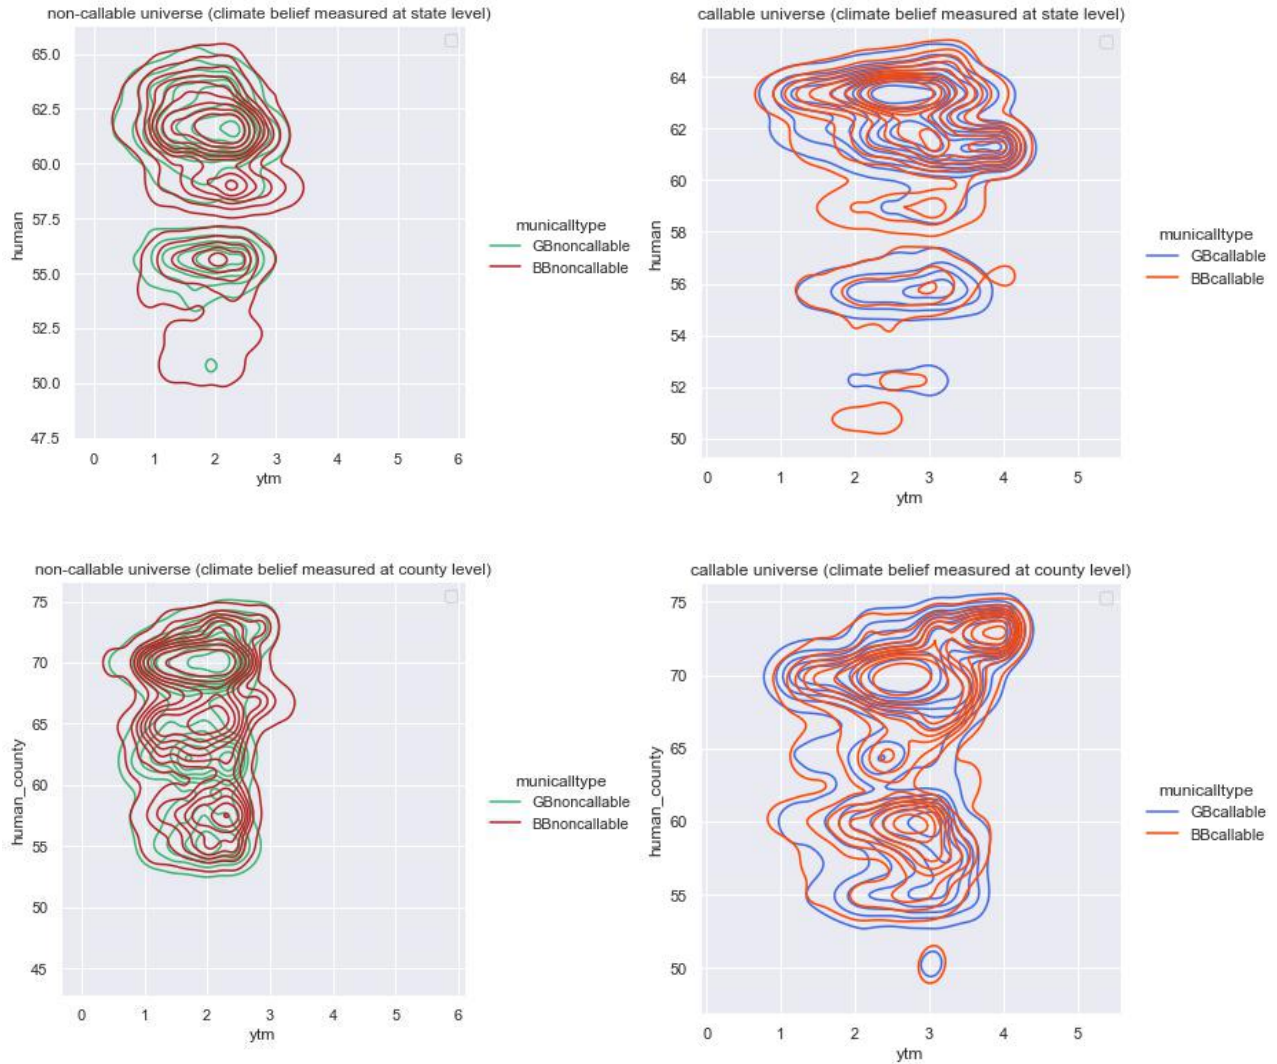 non-callable universe (climate belief measured at state level)
65.0
62.5
60.0
57.5
55.0
52.5
50.0
47.5
human
0 1 2 3 4 5 6
ytm
municalltype
GBnoncallable
BBnoncallable
callable universe (climate belief measured at state level)
64
62
60
58
56
54
52
50
human
0 1 2 3 4 5
ytm
municalltype
GBcallable
BBcallable
non-callable universe (climate belief measured at county level)
75
70
65
60
55
50
45
human_county
0 1 2 3 4 5 6
ytm
municalltype
GBnoncallable
BBnoncallable
callable universe (climate belief measured at county level)
75
70
65
60
55
50
human_county
0 1 2 3 4 5
ytm
municalltype
GBcallable
BBcallable